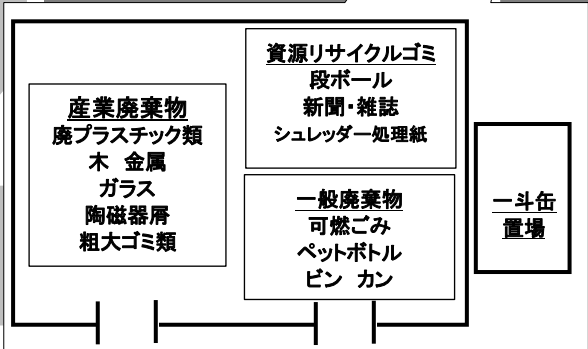 産業廃棄物
廃プラスチック類
木　金属
ガラス
陶磁器屑
粗大ゴミ類
資源リサイクルゴミ
段ボール
新聞・雑誌
シュレッダー処理紙
一般廃棄物
可燃ごみ
ペットボトル
ビン　カン
一斗缶
置場